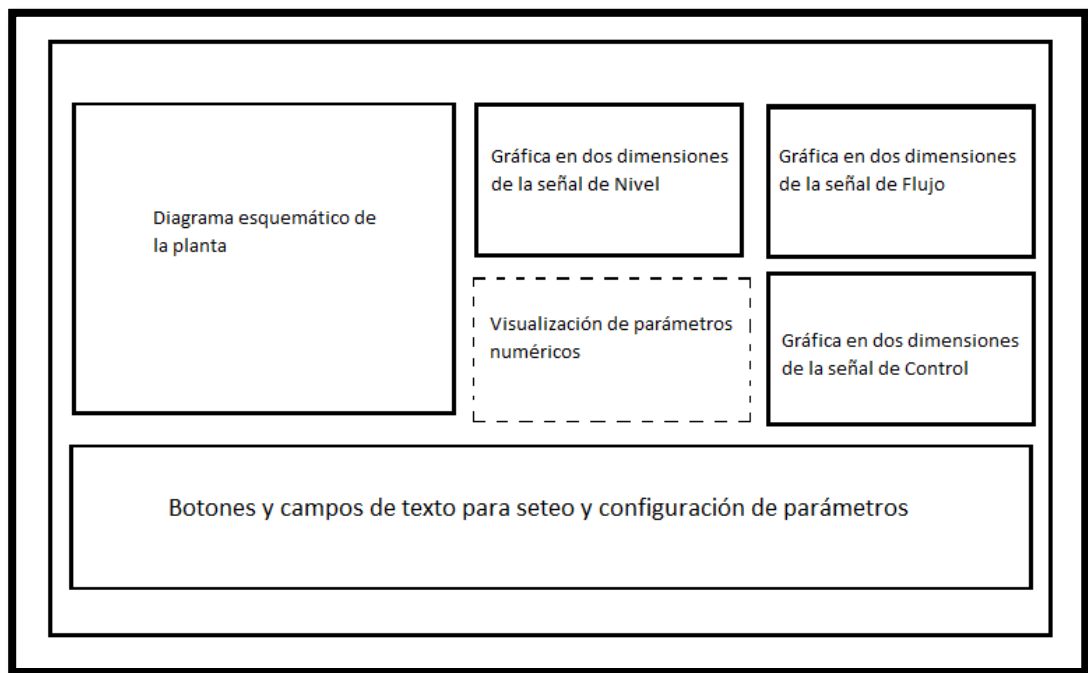 Diagrama esquemático de
la planta
Gráfica en dos dimensiones
de la señal de Nivel
Gráfica en dos dimensiones
de la señal de Flujo
Visualización de parámetros
numéricos
Gráfica en dos dimensiones
de la señal de Control
Botones y campos de texto para seteo y configuración de parámetros